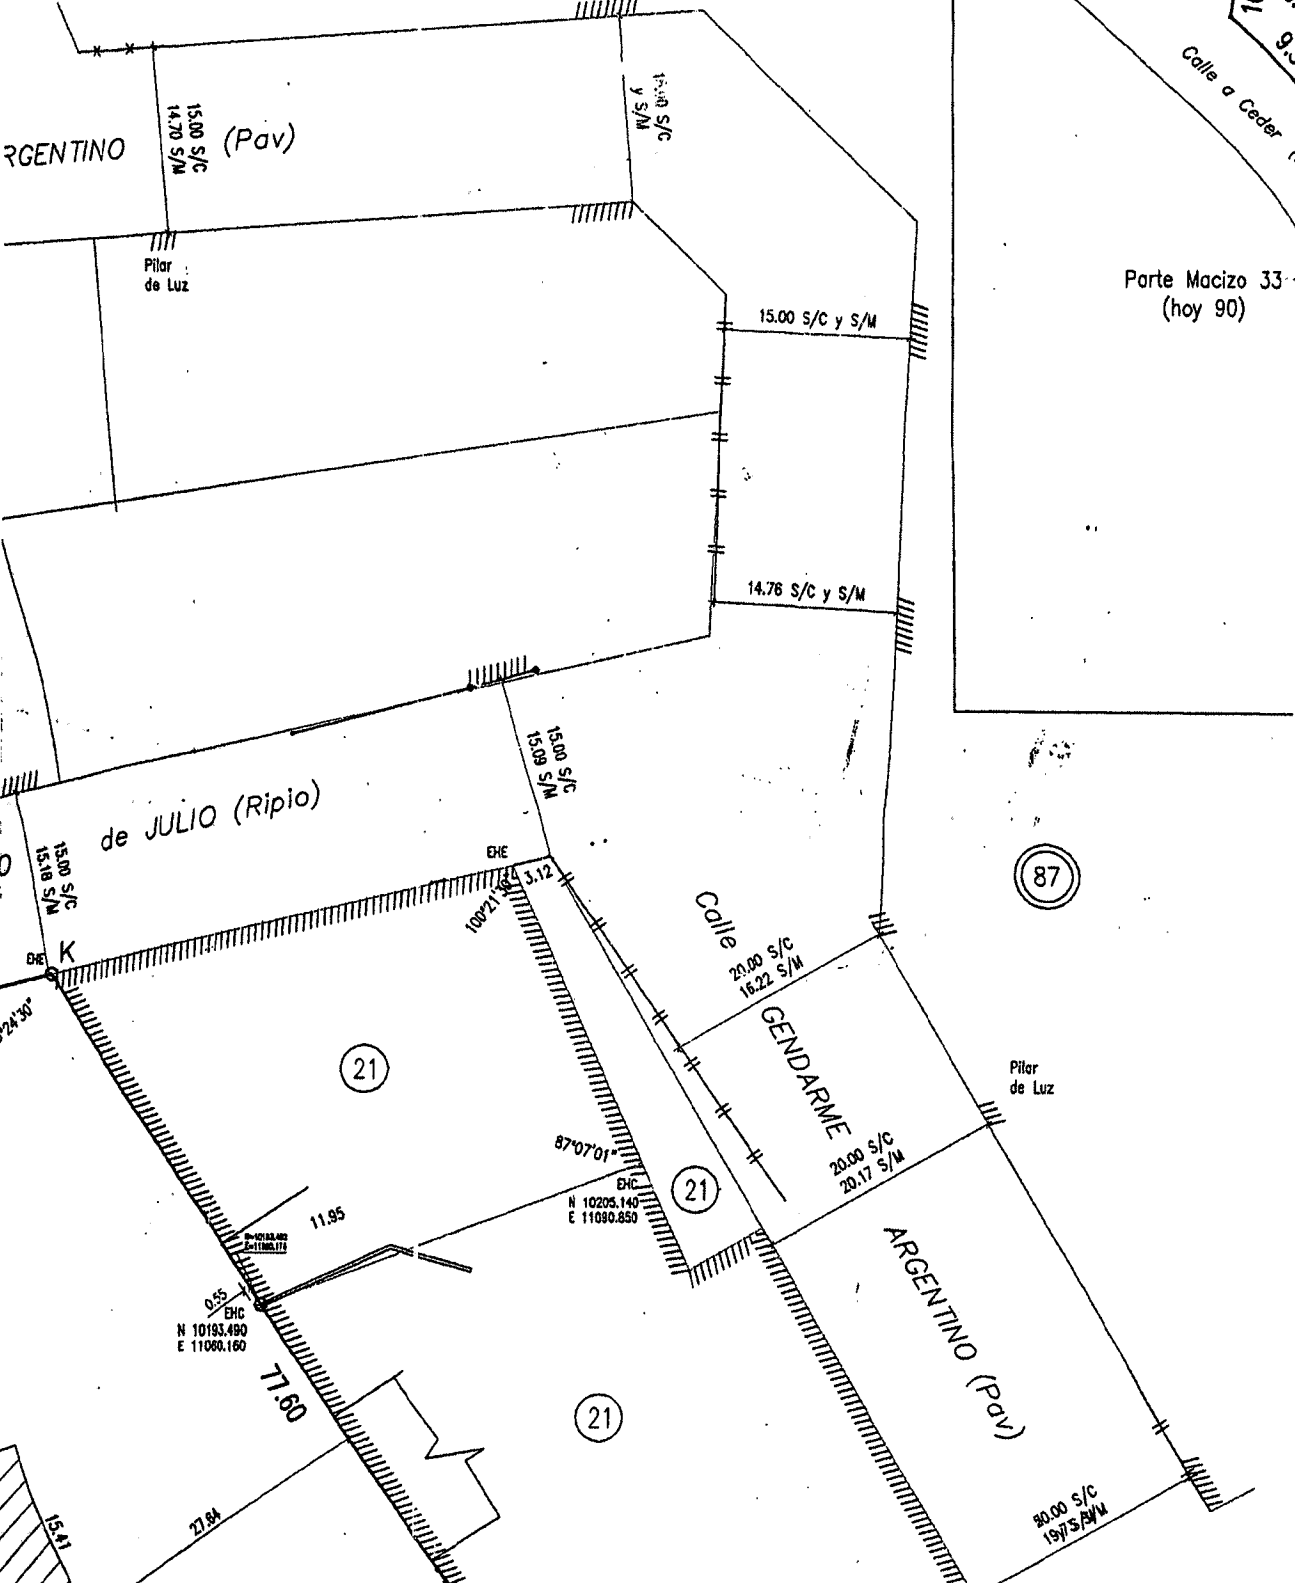 RGENTINO
(Pav)
15.00 S/C
14.70 S/M
15.00 S/C
y S/M
Pilar
de Luz
Calle a Ceder
Parte Macizo 33
(hoy 90)
15.00 S/C y S/M
14.76 S/C y S/M
15.00 S/C
15.09 S/M
de JULIO (Ripio)
15.00 S/C
15.18 S/M
EHE
3.12
EHE
K
87
Calle
20.00 S/C
16.22 S/M
GENDARME
21
Pilar
de Luz
20.00 S/C
20.17 S/M
87°07'01"
EHC
N 10205.140
E 11090.850
21
11.95
ARGENTINO (Pav)
0.55
EHC
N 10193.490
E 11060.160
77.60
21
27.84
15.41